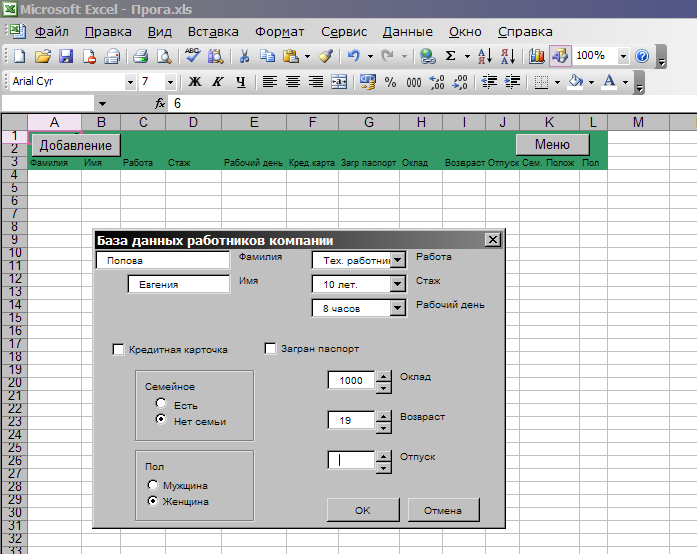 Microsoft Excel - Прога.xls
Файл Правка Вид Вставка Формат Сервис Данные Окно Справка
100%
Arial Cyr 7 Ж К Ч
6
A B C D E F G H I J K L M
1
Добавление Меню
2
3 Фамилия Имя Работа Стаж Рабочий день Кред.карта Загр паспорт Оклад Возвраст Отпуск Сем. Полож Пол
4
5
6
7
8
9
База данных работников компании
10
Попова Фамилия Тех. работни Работа
11
12
Евгения Имя 10 лет. Стаж
13
14
8 часов Рабочий день
15
16
17
Кредитная карточка Загран паспорт
18
19
1000 Оклад
20
Семейное
21
Есть
22
19 Возвраст
23
Нет семьи
24
25
Отпуск
26
Пол
27
28
Мужщина
29
Женщина
30
OK Отмена
31
32
33